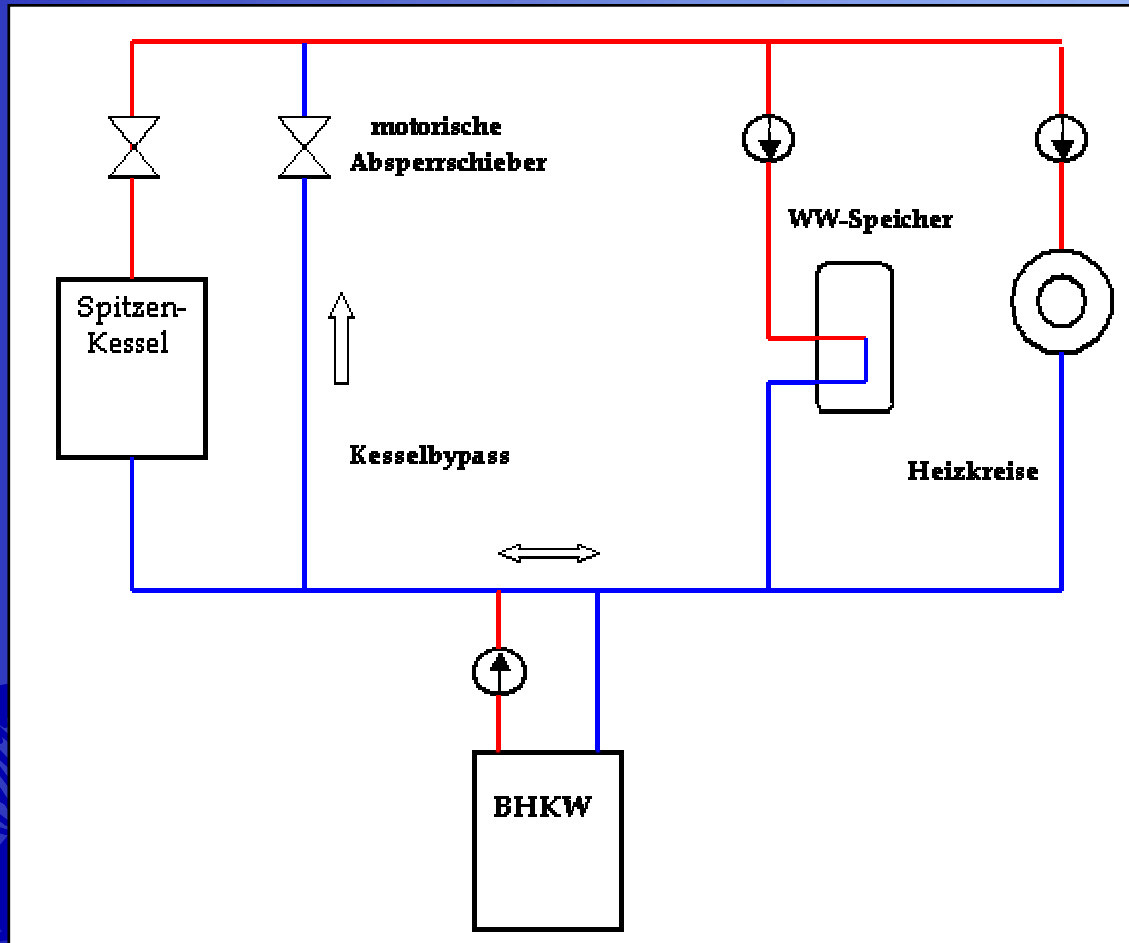 motorische
Absperrschieber
WW-Speicher
Spitzen-
Kessel
Kesselbypass
Heizkreise
BHKW